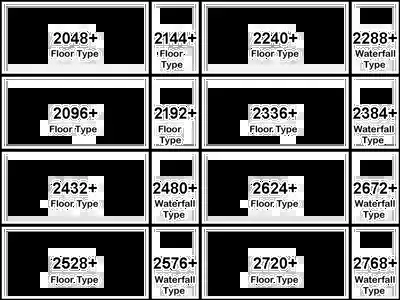 2048+ 2144+ 2240+ 2288+
Floor Type Floor Type Floor Type Waterfall Type
2096+ 2192+ 2336+ 2384+
Floor Type Floor Type Floor Type Waterfall Type
2432+ 2480+ 2624+ 2672+
Floor Type Waterfall Type Floor Type Waterfall Type
2528+ 2576+ 2720+ 2768+
Floor Type Waterfall Type Floor Type Waterfall Type